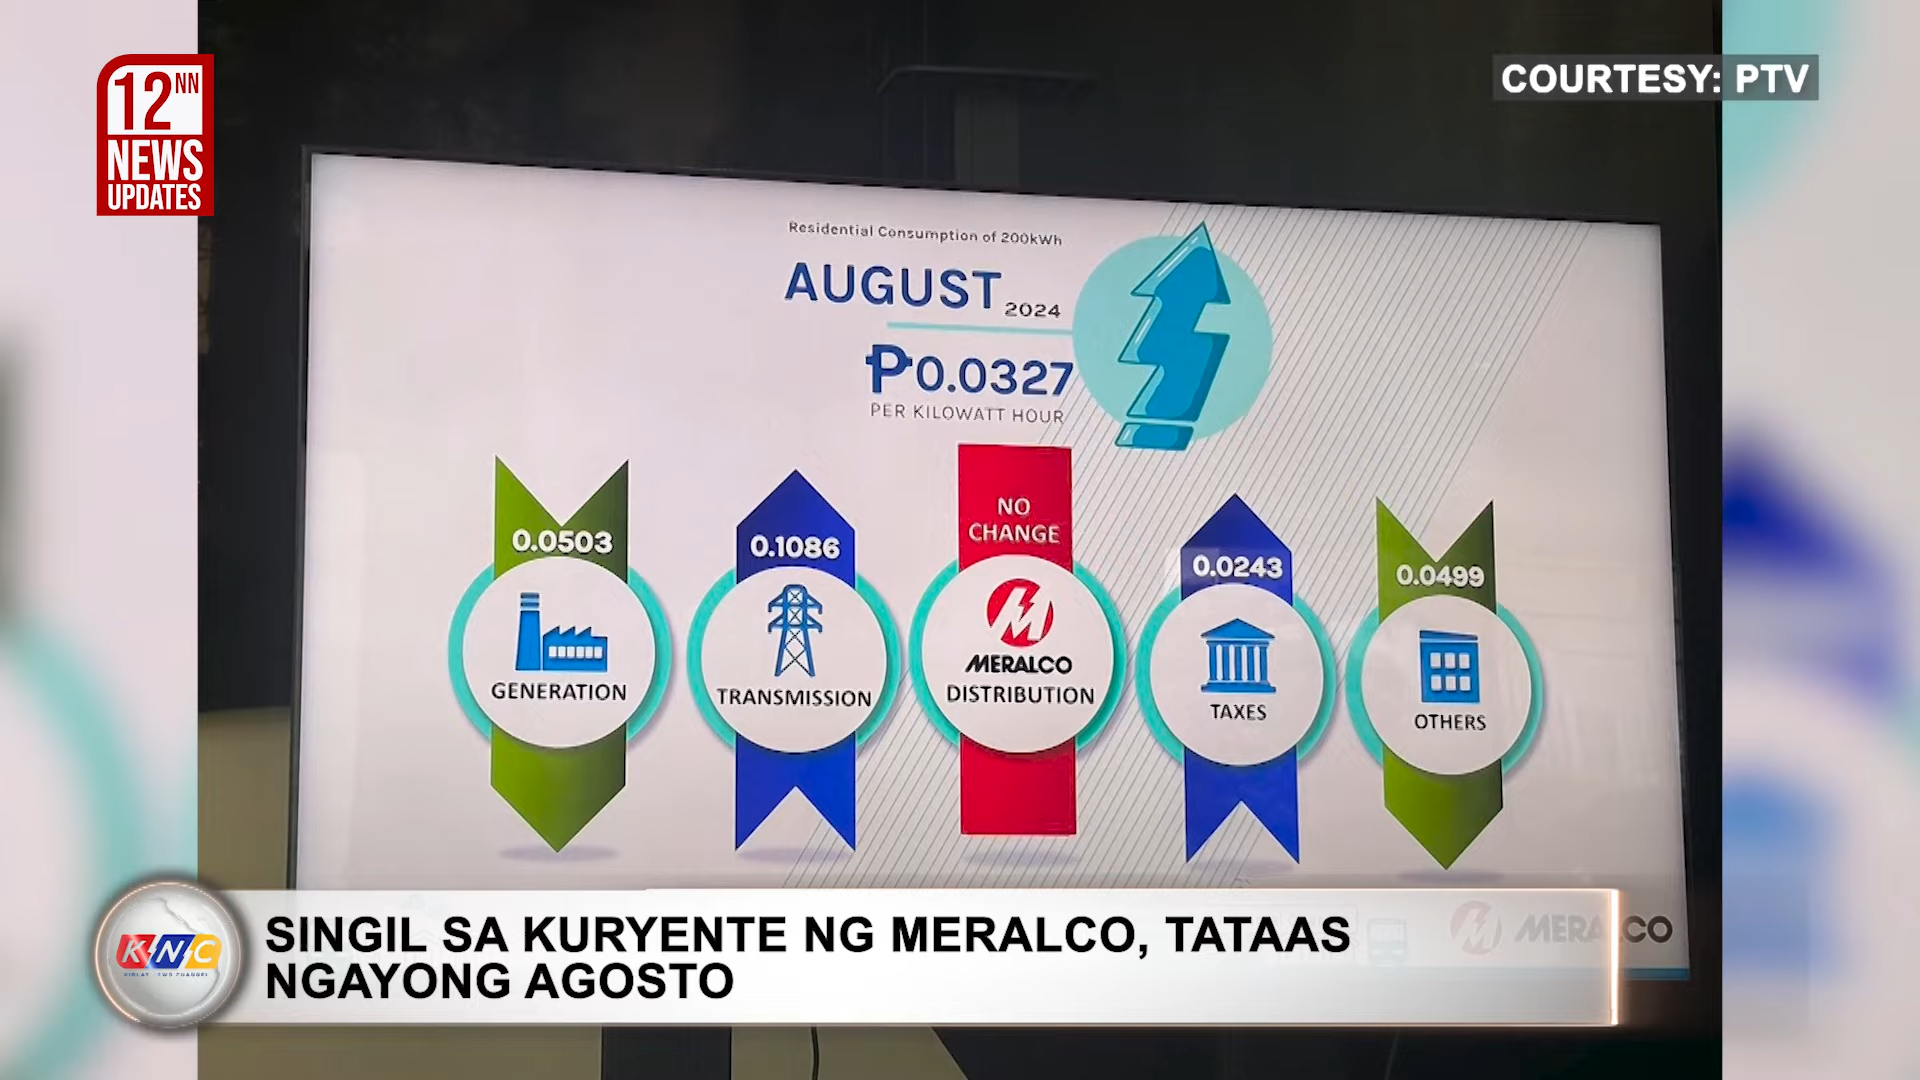 12NN
NEWS
UPDATES
COURTESY: PTV
Residential Consumption of 200kWh
AUGUST 2024
₱0.0327
PER KILOWATT HOUR
0.0503
GENERATION
0.1086
TRANSMISSION
NO
CHANGE
MERALCO
DISTRIBUTION
0.0243
TAXES
0.0499
OTHERS
MERALCO
KNC
SINGIL SA KURYENTE NG MERALCO, TATAAS
NGAYONG AGOSTO